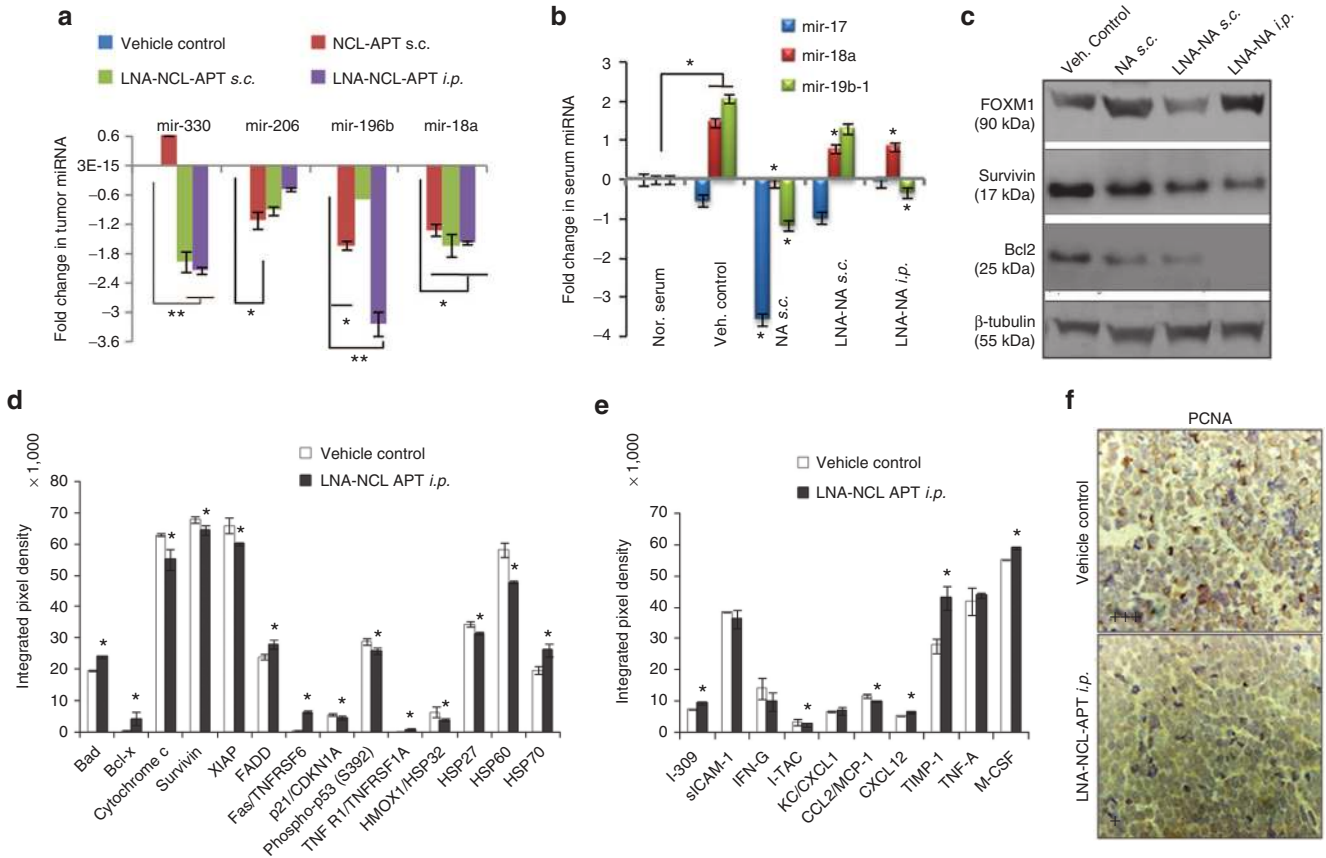 a
Vehicle control
NCL-APT s.c.
LNA-NCL-APT s.c.
LNA-NCL-APT i.p.
Fold change in tumor miRNA
mir-330 mir-206 mir-196b mir-18a
0.6
3E-15
−0.6
−1.2
−1.8
−2.4
−3
−3.6
** * * ** *
b
mir-17
mir-18a
mir-19b-1
Fold change in serum miRNA
3
2
1
0
−1
−2
−3
−4
*
* * * * * *
Nor. serum
Veh. control
NA s.c.
LNA-NA s.c.
LNA-NA i.p.
c
Veh. Control
NA s.c.
LNA-NA s.c.
LNA-NA i.p.
FOXM1
(90 kDa)
Survivin
(17 kDa)
Bcl2
(25 kDa)
β-tubulin
(55 kDa)
d
Vehicle control
LNA-NCL APT i.p.
× 1,000
Integrated pixel density
80
70
60
50
40
30
20
10
0
* * * * * * * * * * * * * *
Bad
Bcl-x
Cytochrome c
Survivin
XIAP
FADD
Fas/TNFRSF6
p21/CDKN1A
Phospho-p53 (S392)
TNF R1/TNFRSF1A
HMOX1/HSP32
HSP27
HSP60
HSP70
e
Vehicle control
LNA-NCL APT i.p.
× 1,000
Integrated pixel density
70
60
50
40
30
20
10
0
* * * * * *
I-309
sICAM-1
IFN-G
I-TAC
KC/CXCL1
CCL2/MCP-1
CXCL12
TIMP-1
TNF-A
M-CSF
f
PCNA
Vehicle control
+++
LNA-NCL-APT i.p.
+